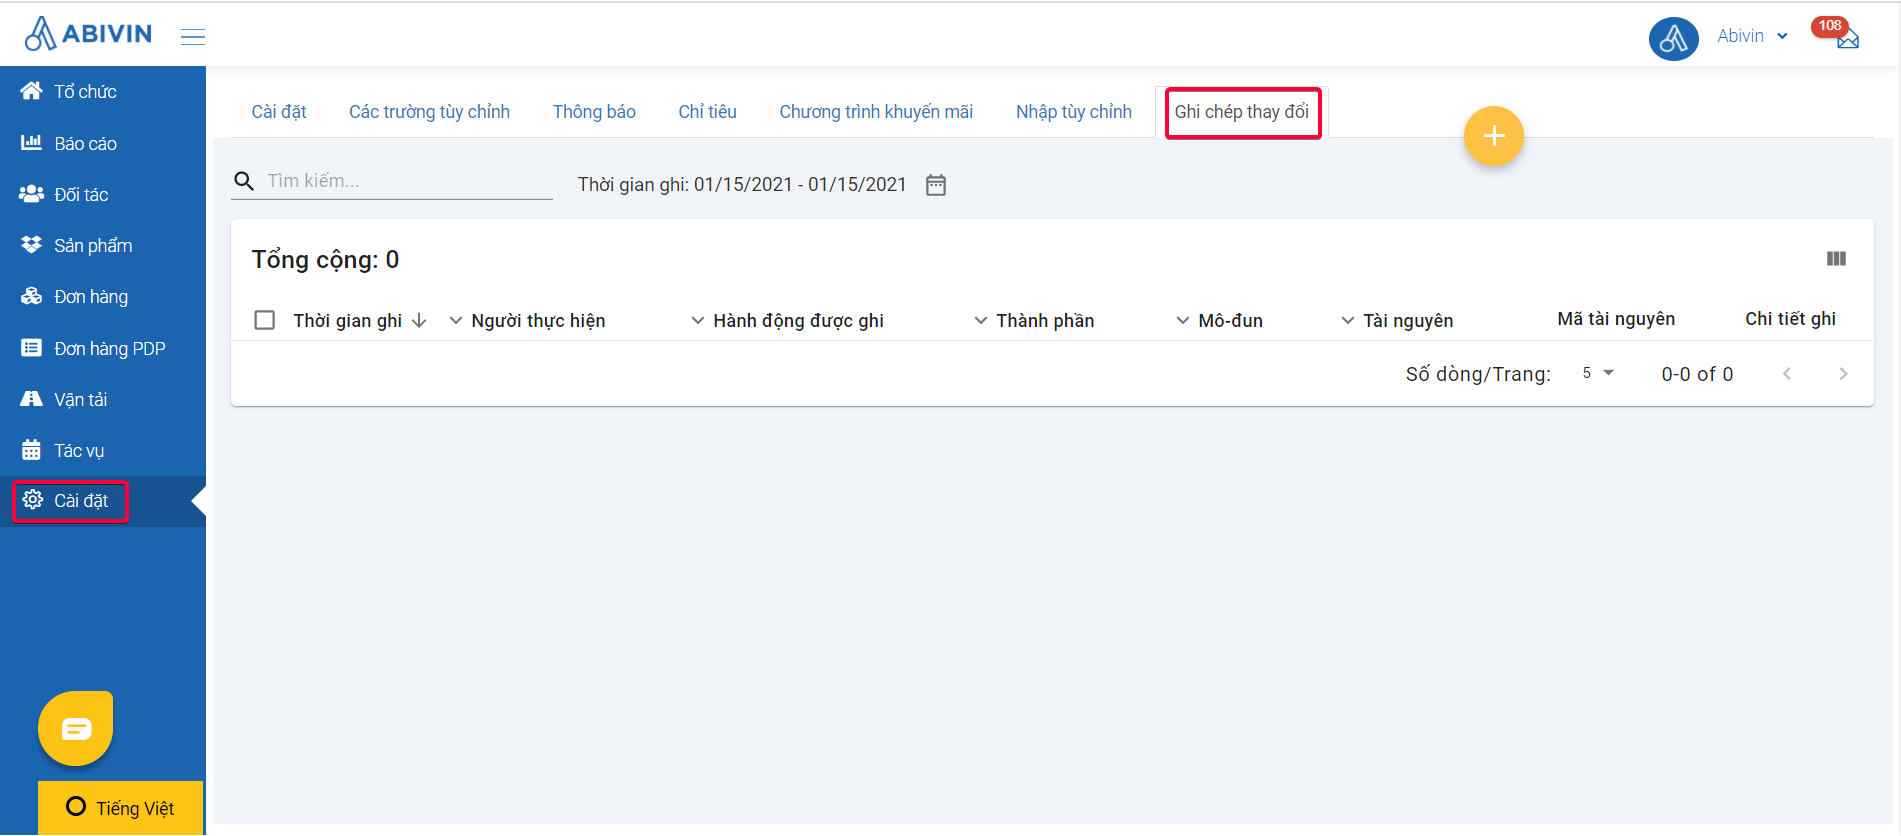 ABIVIN
Abivin
108
Tổ chức
Báo cáo
Đối tác
Sản phẩm
Đơn hàng
Đơn hàng PDP
Vận tải
Tác vụ
Cài đặt
Tiếng Việt
Cài đặt Các trường tùy chỉnh Thông báo Chỉ tiêu Chương trình khuyến mãi Nhập tùy chỉnh Ghi chép thay đổi
Tìm kiếm... Thời gian ghi: 01/15/2021 - 01/15/2021
Tổng cộng: 0
Thời gian ghi Người thực hiện Hành động được ghi Thành phần Mô-đun Tài nguyên Mã tài nguyên Chi tiết ghi
Số dòng/Trang: 5 0-0 of 0